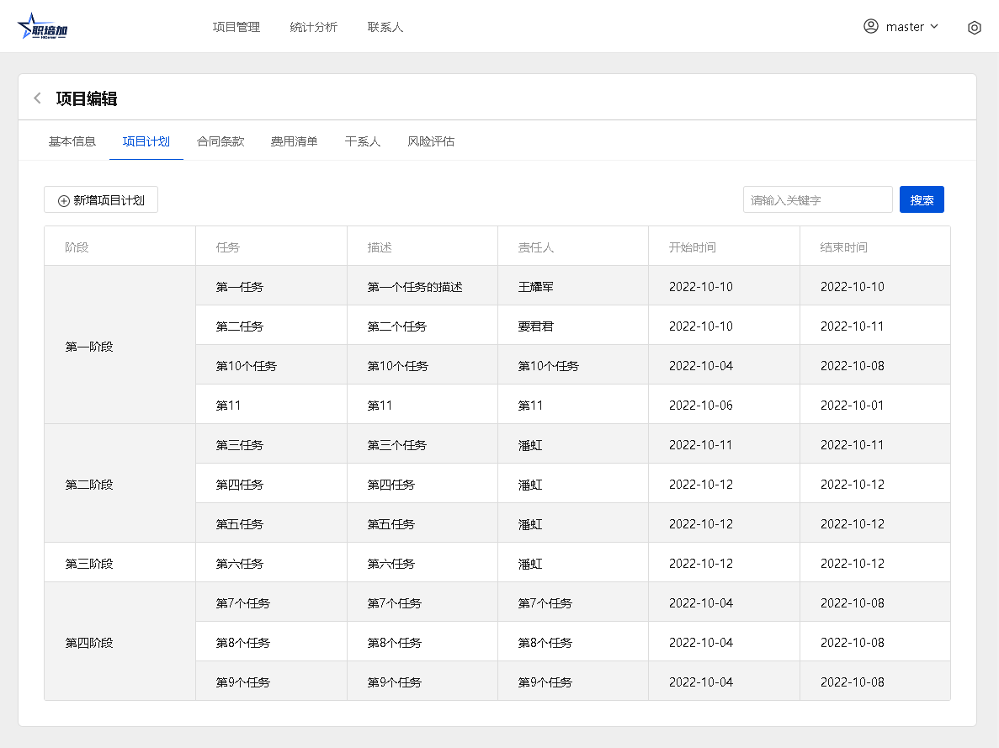 职培加
HiCareer
项目管理 统计分析 联系人 master
项目编辑
基本信息 项目计划 合同条款 费用清单 干系人 风险评估
新增项目计划 请输入关键字 搜索
阶段 任务 描述 责任人 开始时间 结束时间
第一阶段 第一任务 第一个任务的描述 王耀军 2022-10-10 2022-10-10
第二任务 第二个任务 要君君 2022-10-10 2022-10-11
第10个任务 第10个任务 第10个任务 2022-10-04 2022-10-08
第11 第11 第11 2022-10-06 2022-10-01
第二阶段 第三任务 第三个任务 潘虹 2022-10-11 2022-10-11
第四任务 第四任务 潘虹 2022-10-12 2022-10-12
第五任务 第五任务 潘虹 2022-10-12 2022-10-12
第三阶段 第六任务 第六任务 潘虹 2022-10-12 2022-10-12
第四阶段 第7个任务 第7个任务 第7个任务 2022-10-04 2022-10-08
第8个任务 第8个任务 第8个任务 2022-10-04 2022-10-08
第9个任务 第9个任务 第9个任务 2022-10-04 2022-10-08